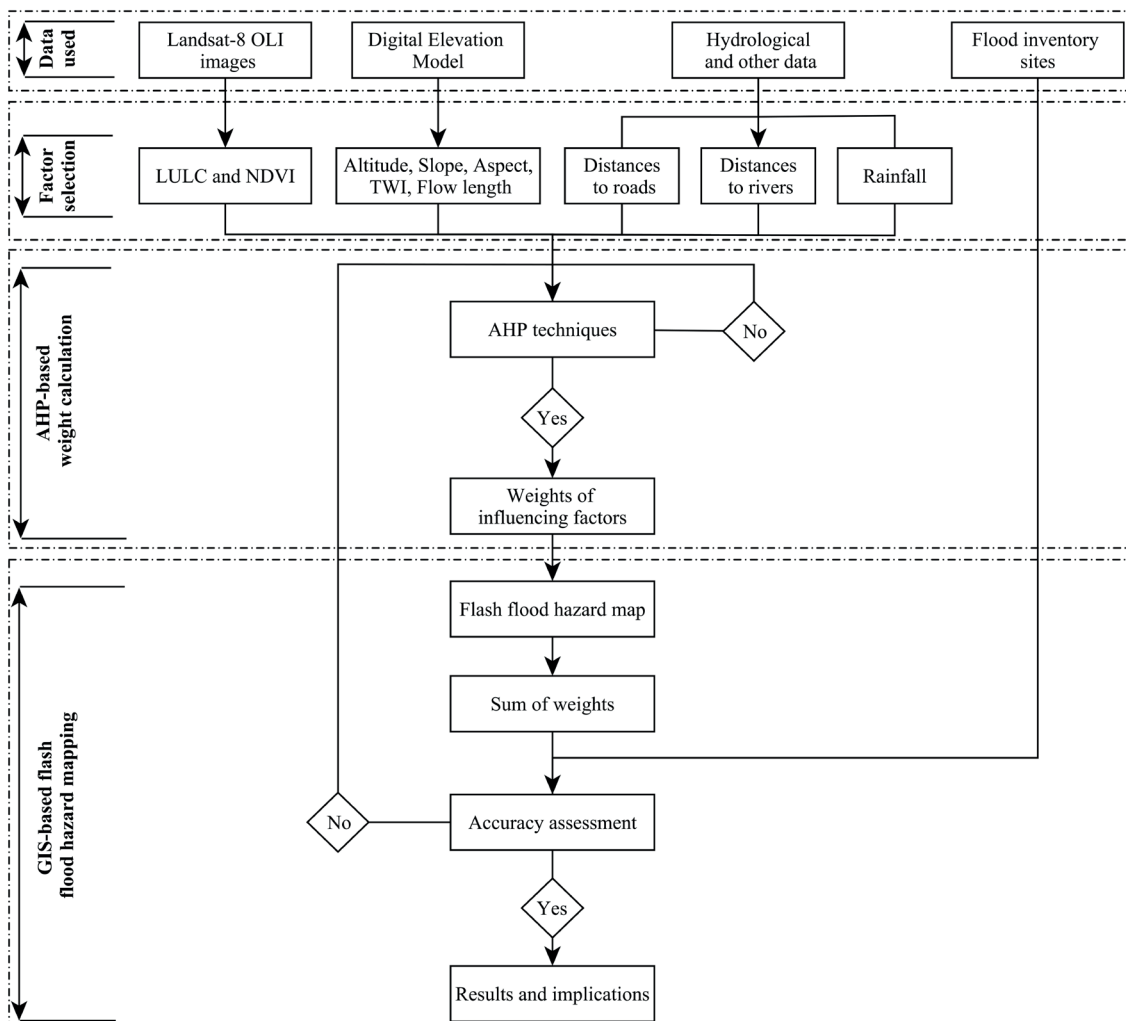 Data
used
Landsat-8 OLI
images
Digital Elevation
Model
Hydrological
and other data
Flood inventory
sites
Factor
selection
LULC and NDVI
Altitude, Slope, Aspect,
TWI, Flow length
Distances
to roads
Distances
to rivers
Rainfall
AHP-based
weight calculation
AHP techniques
No
Yes
Weights of
influencing factors
GIS-based flash
flood hazard mapping
Flash flood hazard map
Sum of weights
No
Accuracy assessment
Yes
Results and implications